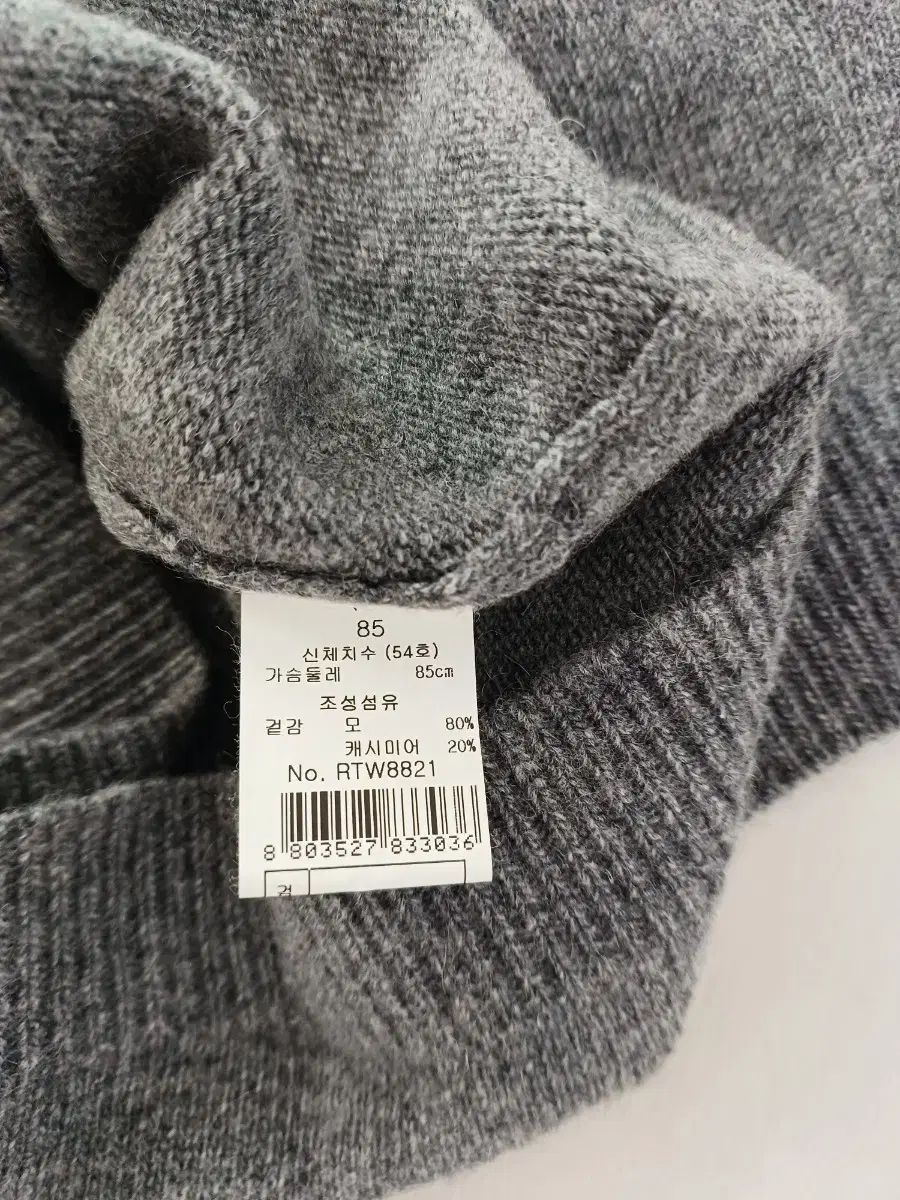 85
신체치수 (54호)
가슴둘레 85cm
조성섬유
겉감 모 80%
캐시미어 20%
No. RTW8821
8 803527 833036
검